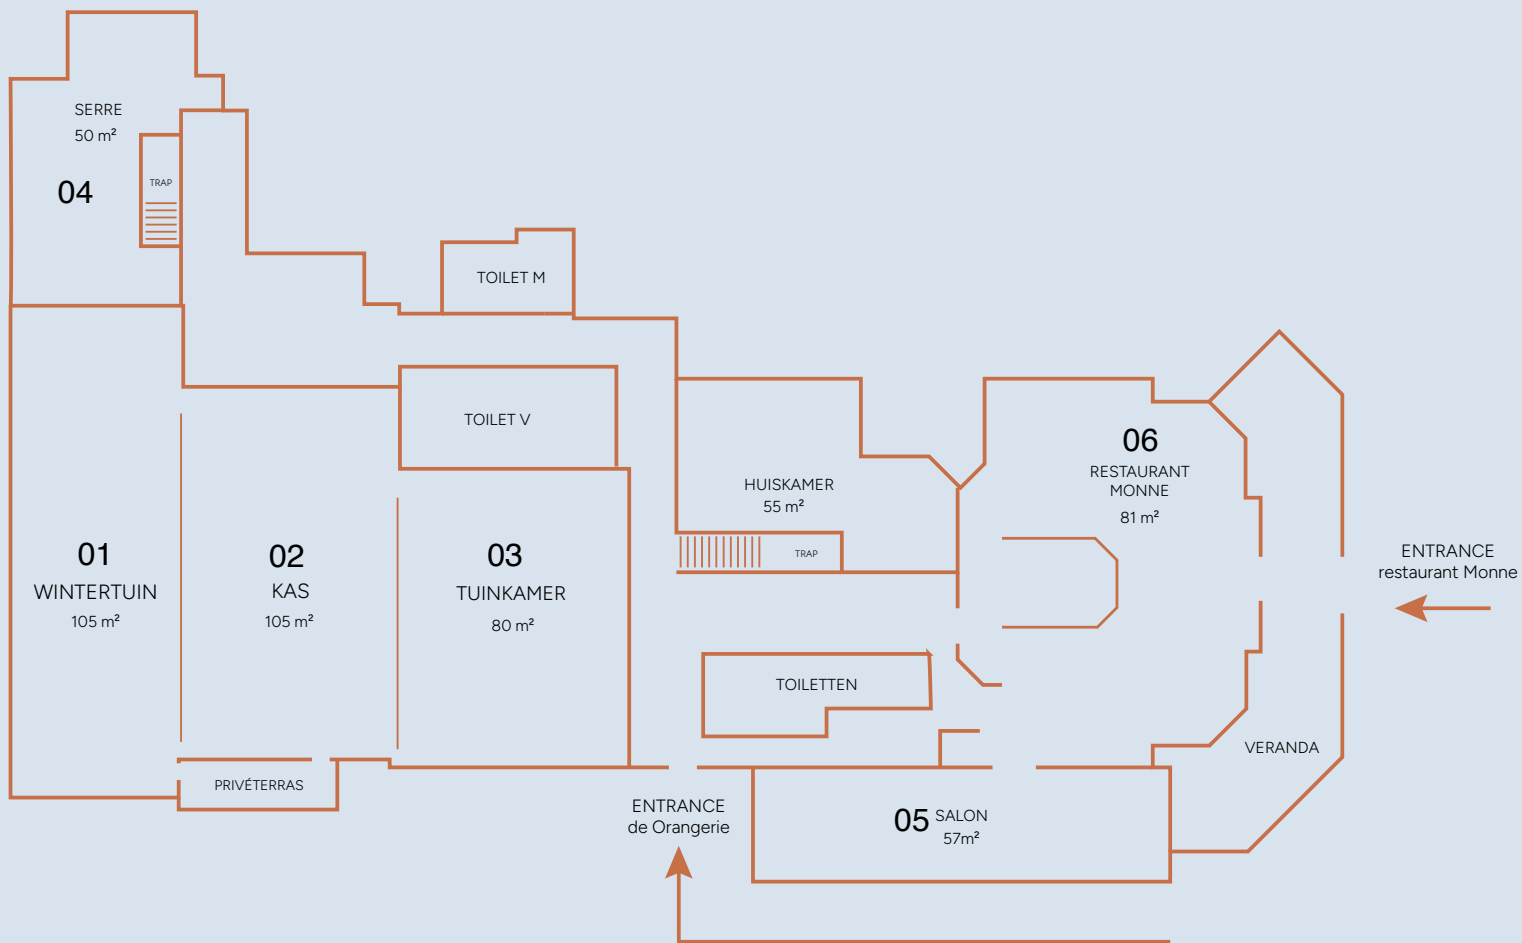 SERRE
50 m²
04
TRAP
TOILET M
TOILET V
01
WINTERTUIN
105 m²
02
KAS
105 m²
03
TUINKAMER
80 m²
PRIVÉTERRAS
HUISKAMER
55 m²
TRAP
TOILETTEN
06
RESTAURANT
MONNE
81 m²
ENTRANCE
restaurant Monne
VERANDA
ENTRANCE
de Orangerie
05 SALON
57m²